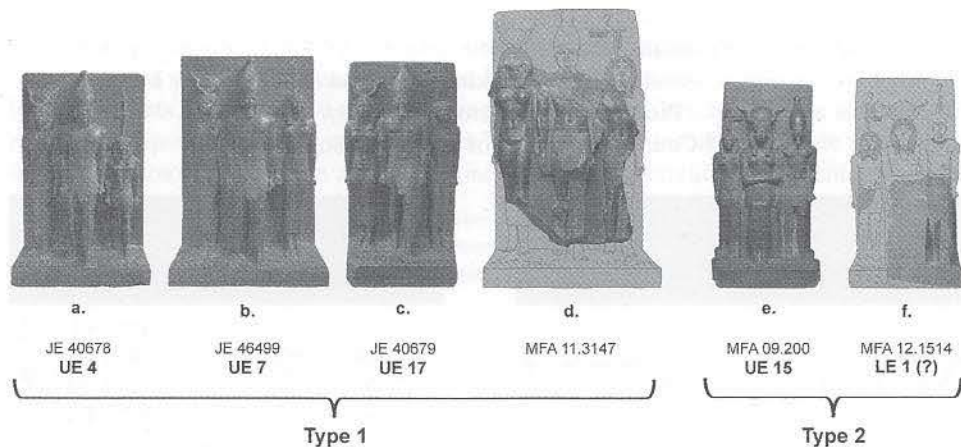 a. b. c. d. e. f.
JE 40678 JE 46499 JE 40679 MFA 11.3147 MFA 09.200 MFA 12.1514
UE 4 UE 7 UE 17 UE 15 LE 1 (?)
Type 1 Type 2